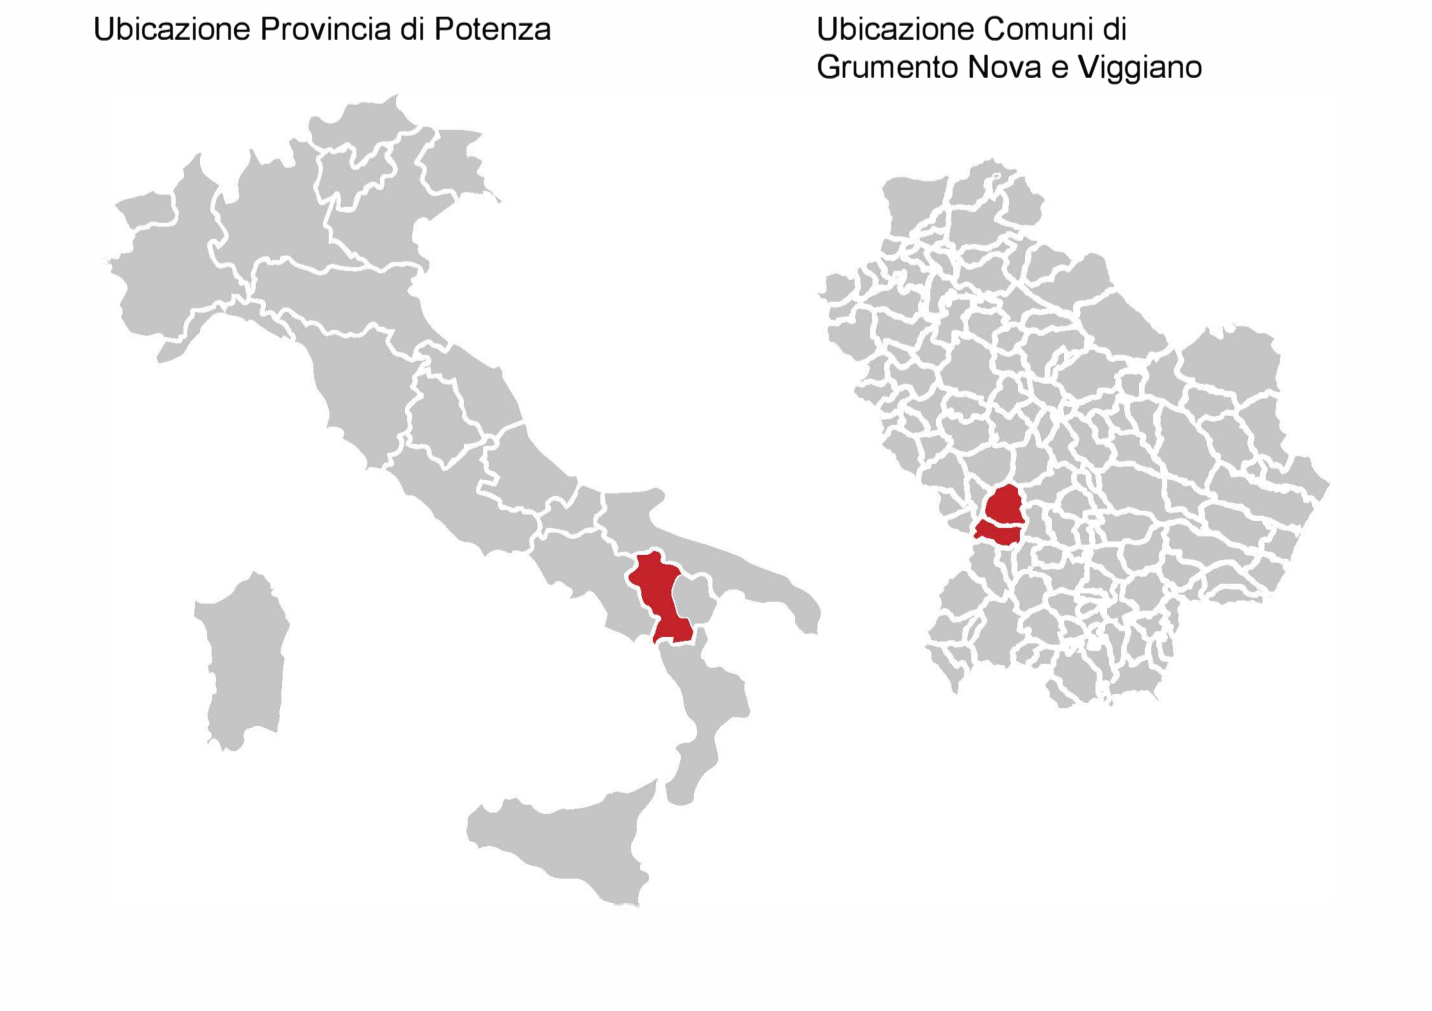 Ubicazione Provincia di Potenza
Ubicazione Comuni di
Grumento Nova e Viggiano